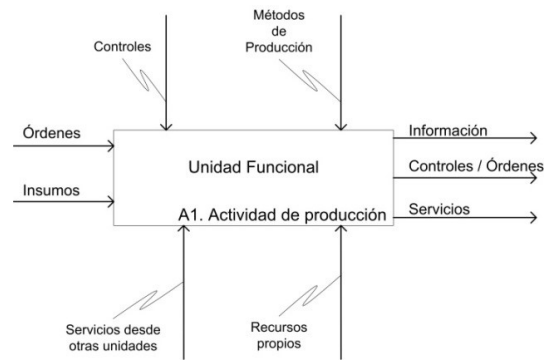 Métodos
de
Producción
Controles
Órdenes
Insumos
Unidad Funcional
A1. Actividad de producción
Información
Controles / Órdenes
Servicios
Servicios desde
otras unidades
Recursos
propios